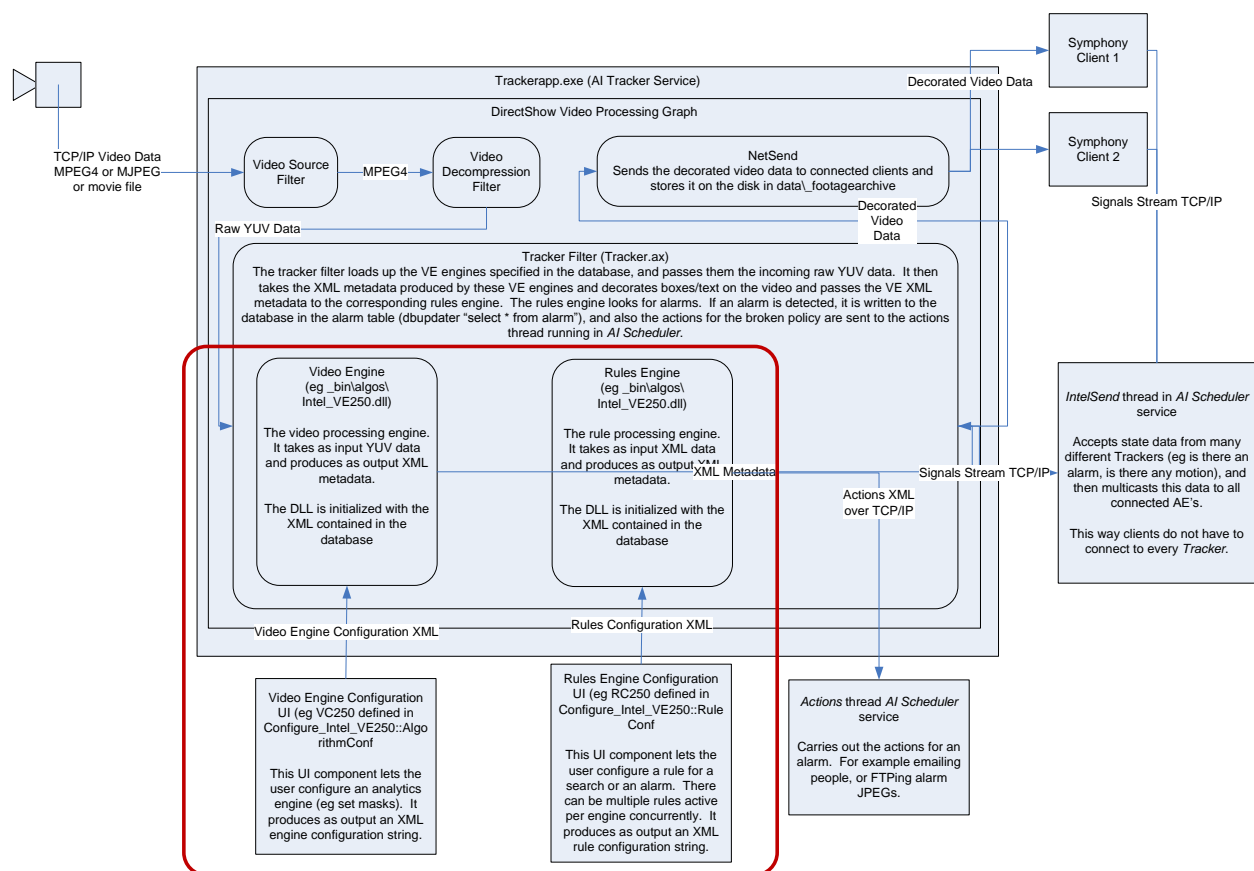 Symphony
Client 1
Trackerapp.exe (AI Tracker Service)
Decorated Video Data
DirectShow Video Processing Graph
Symphony
Client 2
TCP/IP Video Data
MPEG4 or MJPEG
or movie file
Video Source
Filter
MPEG4
Video
Decompression
Filter
NetSend
Sends the decorated video data to connected clients and
stores it on the disk in data\_footagearchive
Signals Stream TCP/IP
Decorated
Video
Data
Raw YUV Data
Tracker Filter (Tracker.ax)
The tracker filter loads up the VE engines specified in the database, and passes them the incoming raw YUV data. It then
takes the XML metadata produced by these VE engines and decorates boxes/text on the video and passes the VE XML
metadata to the corresponding rules engine. The rules engine looks for alarms. If an alarm is detected, it is written to the
database in the alarm table (dbupdater “select * from alarm”), and also the actions for the broken policy are sent to the actions
thread running in AI Scheduler.
Video Engine
(eg _bin\algos\
Intel_VE250.dll)
The video processing engine.
It takes as input YUV data
and produces as output XML
metadata.
The DLL is initialized with the
XML contained in the
database
Rules Engine
(eg _bin\algos\
Intel_VE250.dll)
The rule processing engine.
It takes as input XML data
and produces as output XML
metadata.
The DLL is initialized with the
XML contained in the
database
XML Metadata
Actions XML
over TCP/IP
Signals Stream TCP/IP
IntelSend thread in AI Scheduler
service
Accepts state data from many
different Trackers (eg is there an
alarm, is there any motion), and
then multicasts this data to all
connected AE's.
This way clients do not have to
connect to every Tracker.
Video Engine Configuration XML
Rules Configuration XML
Video Engine Configuration
UI (eg VC250 defined in
Configure_Intel_VE250::Algo
rithmConf
This UI component lets the
user configure an analytics
engine (eg set masks). It
produces as output an XML
engine configuration string.
Rules Engine Configuration
UI (eg RC250 defined in
Configure_Intel_VE250::Rule
Conf
This UI component lets the
user configure a rule for a
search or an alarm. There
can be multiple rules active
per engine concurrently. It
produces as output an XML
rule configuration string.
Actions thread AI Scheduler
service
Carries out the actions for an
alarm. For example emailing
people, or FTPing alarm
JPEGs.